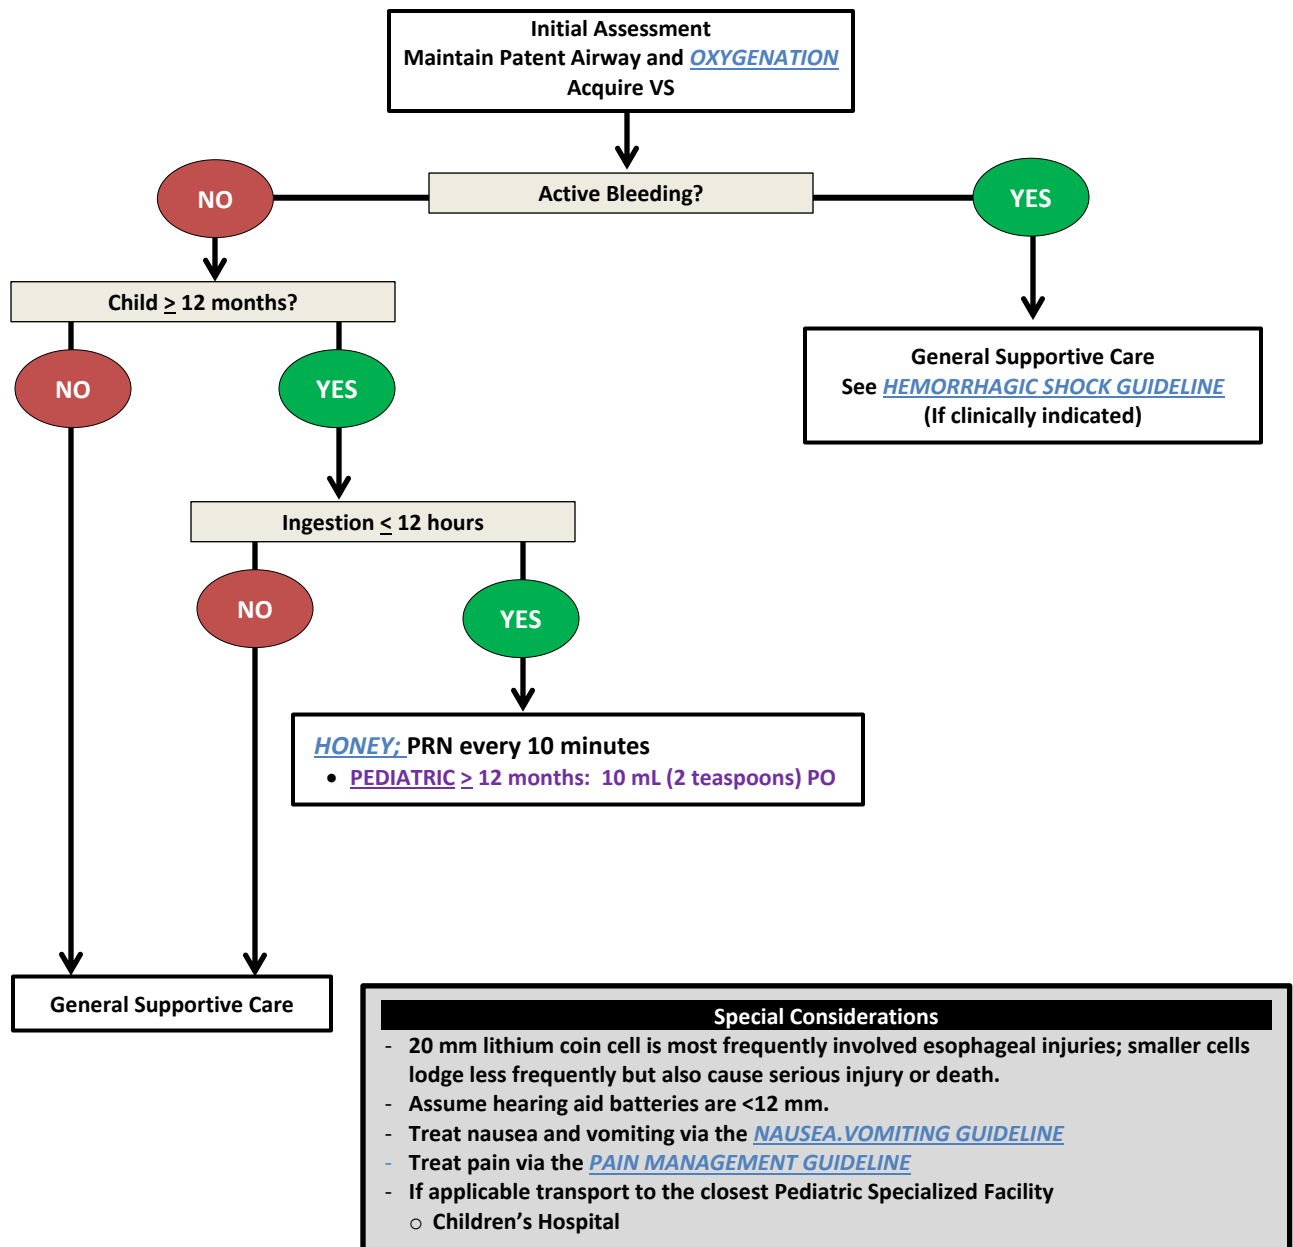 Initial Assessment
Maintain Patent Airway and OXYGENATION
Acquire VS
Active Bleeding?
NO
YES
Child ≥ 12 months?
NO
YES
General Supportive Care
See HEMORRHAGIC SHOCK GUIDELINE
(If clinically indicated)
Ingestion ≤ 12 hours
NO
YES
HONEY; PRN every 10 minutes
• PEDIATRIC ≥ 12 months: 10 mL (2 teaspoons) PO
General Supportive Care
Special Considerations
- 20 mm lithium coin cell is most frequently involved esophageal injuries; smaller cells
lodge less frequently but also cause serious injury or death.
- Assume hearing aid batteries are <12 mm.
- Treat nausea and vomiting via the NAUSEA.VOMITING GUIDELINE
- Treat pain via the PAIN MANAGEMENT GUIDELINE
- If applicable transport to the closest Pediatric Specialized Facility
○ Children's Hospital